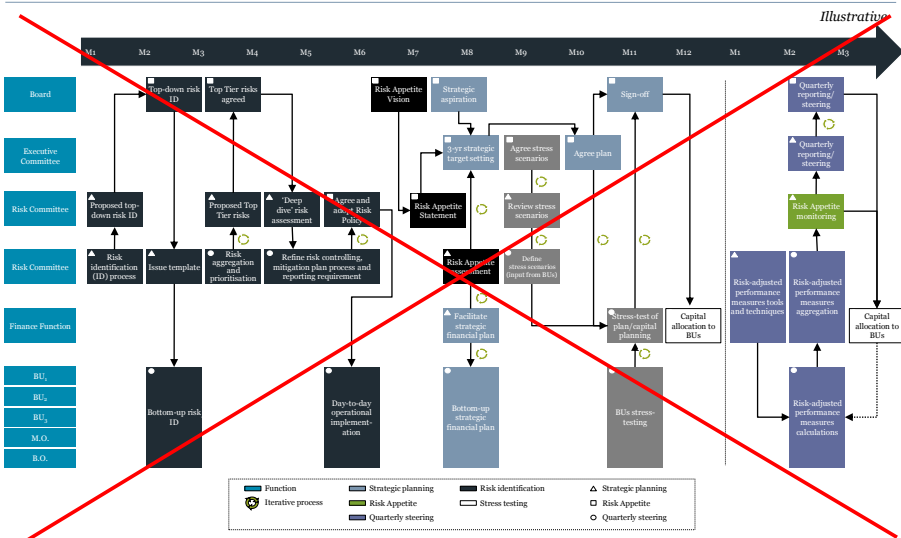 Illustrative
M1 M2 M3 M4 M5 M6 M7 M8 M9 M10 M11 M12 M1 M2 M3
Board
Top-down risk
ID
Top Tier risks
agreed
Risk Appetite
Vision
Strategic
aspiration
Sign-off
Quarterly
reporting/
steering
Executive
Committee
3-yr strategic
target setting
Agree stress
scenarios
Agree plan
Quarterly
reporting/
steering
Risk Committee
Proposed top-
down risk ID
Proposed Top
Tier risks
'Deep
dive' risk
assessment
Agree and
adopt Risk
Policy
Risk Appetite
Statement
Review stress
scenarios
Risk Appetite
monitoring
Risk Committee
Risk
identification
(ID) process
Issue template
Risk
aggregation
and
prioritisation
Refine risk controlling,
mitigation plan process and
reporting requirement
Risk Appetite
assessment
Define
stress scenarios
(input from BUs)
Risk-adjusted
performance
measures tools
and techniques
Risk-adjusted
performance
measures
aggregation
Finance Function
Facilitate
strategic
financial plan
Stress-test of
plan/capital
planning
Capital
allocation to
BUs
Capital
allocation to
BUs
BU1
BU2
BU3
M.O.
B.O.
Bottom-up risk
ID
Day-to-day
operational
implement-
ation
Bottom-up
strategic
financial plan
BUs stress-
testing
Risk-adjusted
performance
measures
calculations
Function
Strategic planning
Risk identification
Strategic planning
Iterative process
Risk Appetite
Stress testing
Risk Appetite
Quarterly steering
Quarterly steering